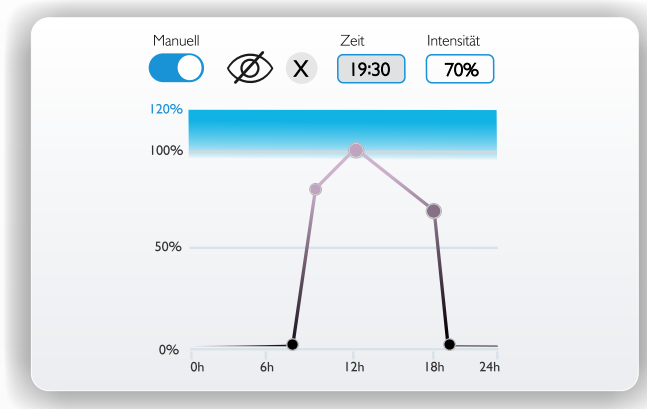 Manuell
Zeit
Intensität
X
19:30
70%
120%
100%
50%
0%
0h 6h 12h 18h 24h